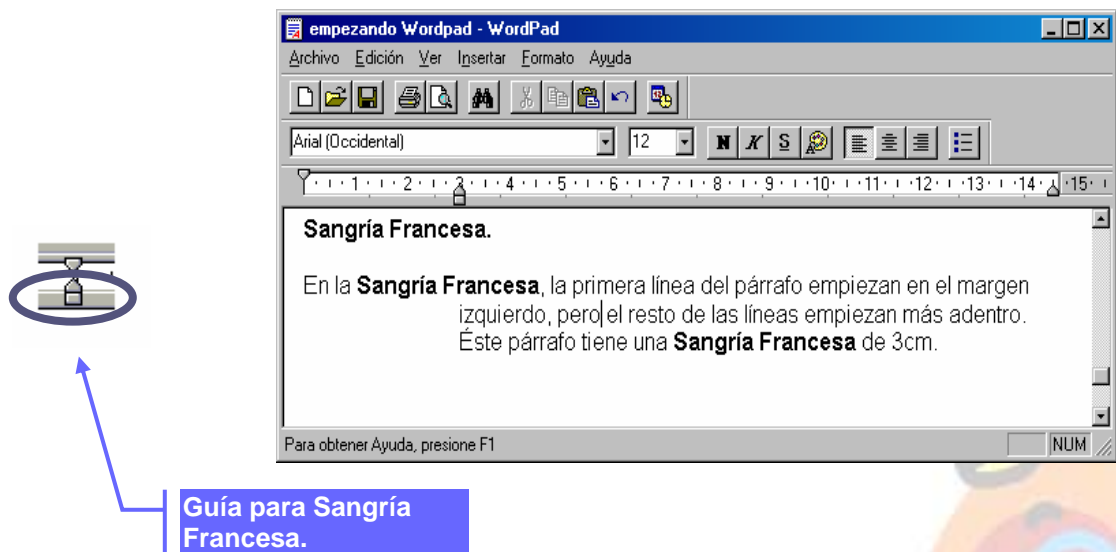 empezando Wordpad - WordPad
Archivo Edición Ver Insertar Formato Ayuda
Arial (Occidental) 12 N K S
1 2 3 4 5 6 7 8 9 10 11 12 13 14 15
Sangría Francesa.
En la Sangría Francesa, la primera línea del párrafo empiezan en el margen
izquierdo, pero el resto de las líneas empiezan más adentro.
Éste párrafo tiene una Sangría Francesa de 3cm.
Para obtener Ayuda, presione F1 NUM
Guía para Sangría
Francesa.